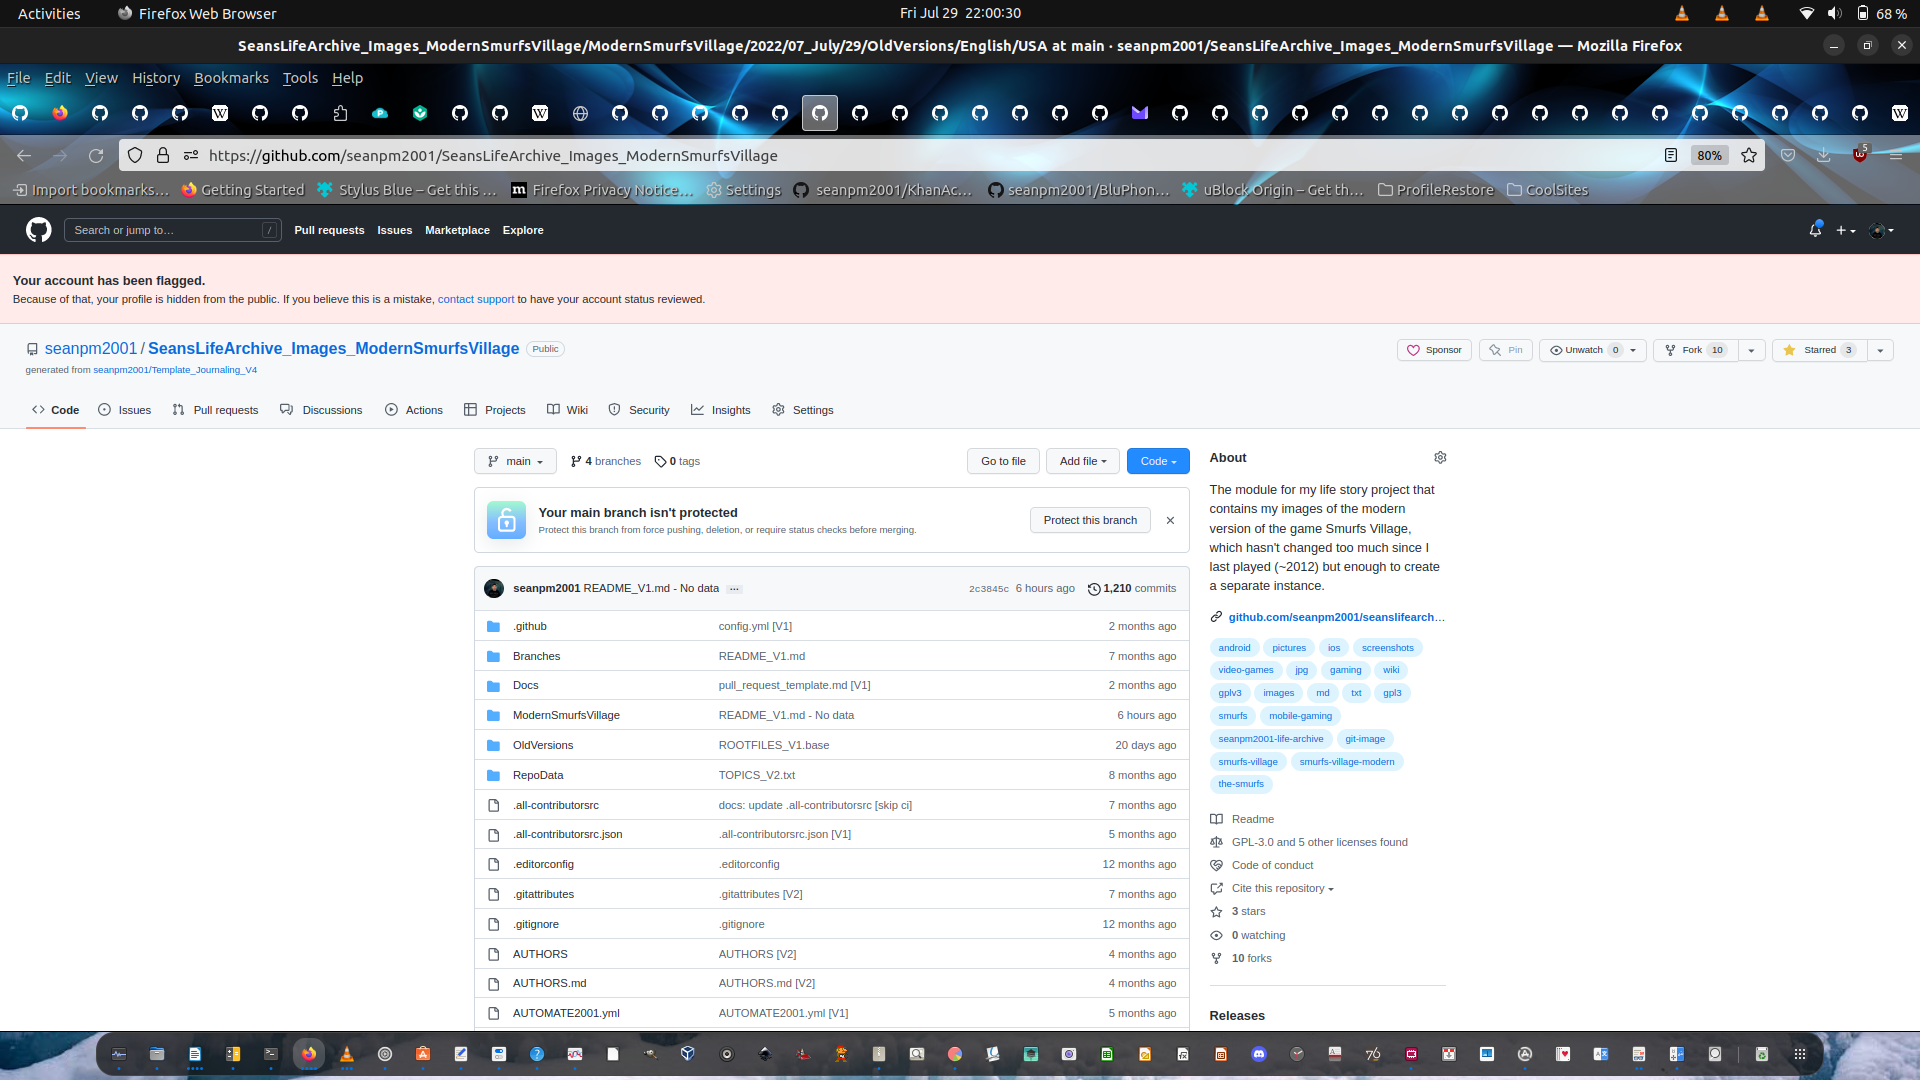 Activities Firefox Web Browser Fri Jul 29 22:00:30 68 %
SeansLifeArchive_Images_ModernSmurfsVillage/ModernSmurfsVillage/2022/07_July/29/OldVersions/English/USA at main · seanpm2001/SeansLifeArchive_Images_ModernSmurfsVillage — Mozilla Firefox
File Edit View History Bookmarks Tools Help
https://github.com/seanpm2001/SeansLifeArchive_Images_ModernSmurfsVillage 80% 5
Import bookmarks… Getting Started Stylus Blue – Get this … Firefox Privacy Notice… Settings seanpm2001/KhanAc… seanpm2001/BluPhon… uBlock Origin – Get th… ProfileRestore CoolSites
Search or jump to… / Pull requests Issues Marketplace Explore
Your account has been flagged.
Because of that, your profile is hidden from the public. If you believe this is a mistake, contact support to have your account status reviewed.
seanpm2001 / SeansLifeArchive_Images_ModernSmurfsVillage Public Sponsor Pin Unwatch 0 Fork 10 Starred 3
generated from seanpm2001/Template_Journaling_V4
Code Issues Pull requests Discussions Actions Projects Wiki Security Insights Settings
main 4 branches 0 tags Go to file Add file Code
Your main branch isn't protected
Protect this branch from force pushing, deletion, or require status checks before merging.
Protect this branch
seanpm2001 README_V1.md - No data ... 2c3845c 6 hours ago 1,210 commits
.github config.yml [V1] 2 months ago
Branches README_V1.md 7 months ago
Docs pull_request_template.md [V1] 2 months ago
ModernSmurfsVillage README_V1.md - No data 6 hours ago
OldVersions ROOTFILES_V1.base 20 days ago
RepoData TOPICS_V2.txt 8 months ago
.all-contributorsrc docs: update .all-contributorsrc [skip ci] 7 months ago
.all-contributorsrc.json .all-contributorsrc.json [V1] 5 months ago
.editorconfig .editorconfig 12 months ago
.gitattributes .gitattributes [V2] 7 months ago
.gitignore .gitignore 12 months ago
AUTHORS AUTHORS [V2] 4 months ago
AUTHORS.md AUTHORS.md [V2] 4 months ago
AUTOMATE2001.yml AUTOMATE2001.yml [V1] 5 months ago
About
The module for my life story project that
contains my images of the modern
version of the game Smurfs Village,
which hasn't changed too much since I
last played (~2012) but enough to create
a separate instance.
github.com/seanpm2001/seanslifearch…
android pictures ios screenshots
video-games jpg gaming wiki
gplv3 images md txt gpl3
smurfs mobile-gaming
seanpm2001-life-archive git-image
smurfs-village smurfs-village-modern
the-smurfs
Readme
GPL-3.0 and 5 other licenses found
Code of conduct
Cite this repository
3 stars
0 watching
10 forks
Releases